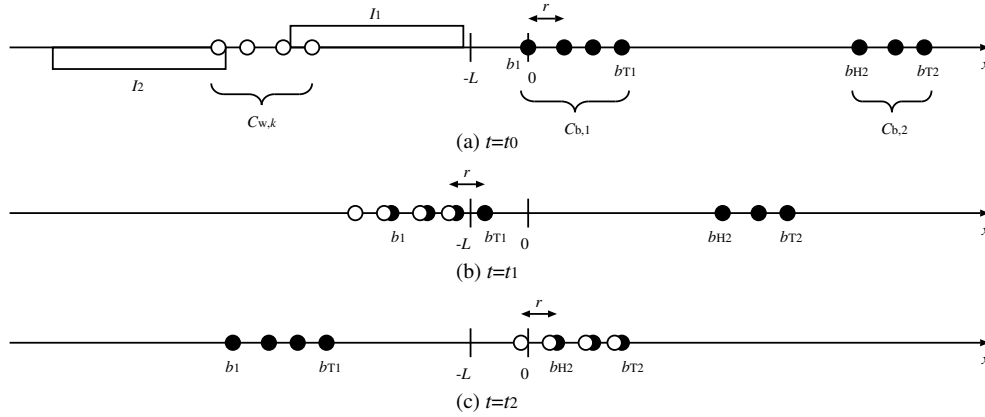 I1
r
b1
0
bT1
-L
bH2
bT2
x
I2
Cw,k
Cb,1
Cb,2
(a) t=t0
r
b1
-L
bT1
0
bH2
bT2
x
(b) t=t1
r
b1
bT1
-L
0
bH2
bT2
x
(c) t=t2